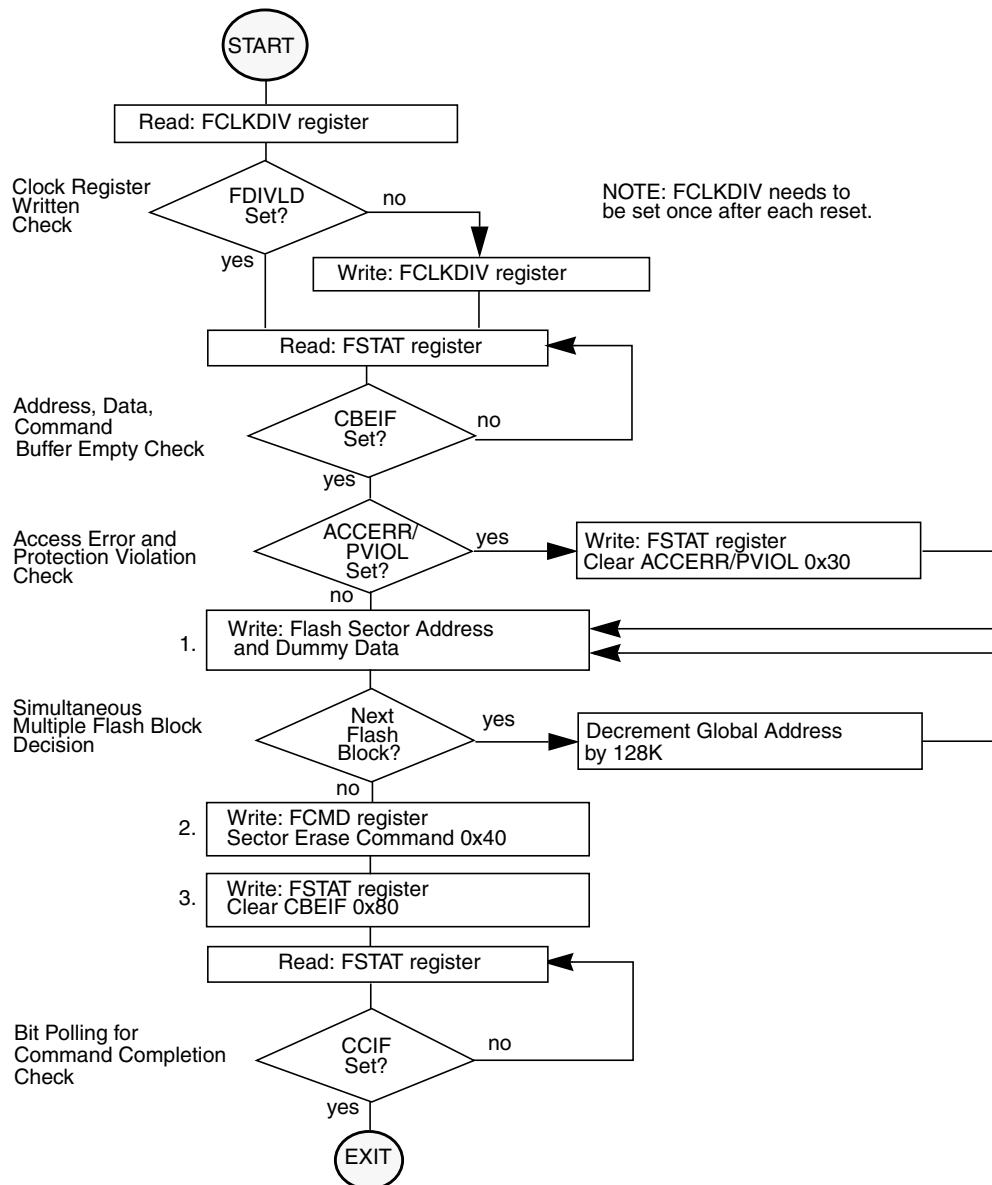 START
Read: FCLKDIV register
Clock Register
Written
Check
FDIVLD
Set?
no
yes
NOTE: FCLKDIV needs to
be set once after each reset.
Write: FCLKDIV register
Read: FSTAT register
Address, Data,
Command
Buffer Empty Check
CBEIF
Set?
no
yes
Access Error and
Protection Violation
Check
ACCERR/
PVIOL
Set?
yes
no
Write: FSTAT register
Clear ACCERR/PVIOL 0x30
1.
Write: Flash Sector Address
and Dummy Data
Simultaneous
Multiple Flash Block
Decision
Next
Flash
Block?
yes
no
Decrement Global Address
by 128K
2.
Write: FCMD register
Sector Erase Command 0x40
3.
Write: FSTAT register
Clear CBEIF 0x80
Read: FSTAT register
Bit Polling for
Command Completion
Check
CCIF
Set?
no
yes
EXIT